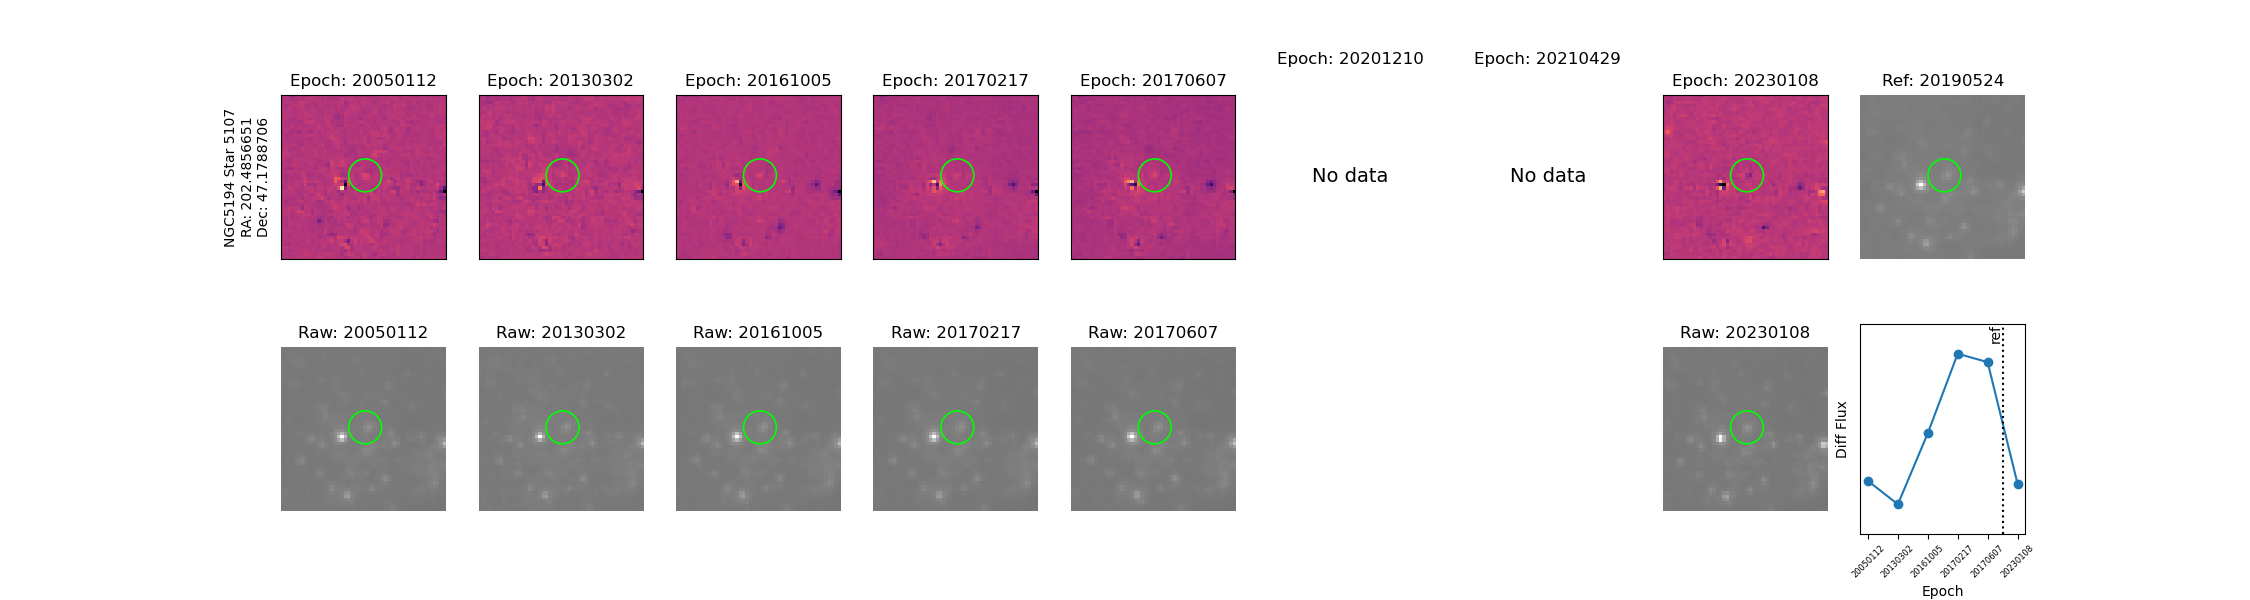 Epoch: 20050112
Epoch: 20130302
Epoch: 20161005
Epoch: 20170217
Epoch: 20170607
Epoch: 20201210
Epoch: 20210429
Epoch: 20230108
Ref: 20190524
NGC5194 Star 5107
RA: 202.4856651
Dec: 47.1788706
No data
No data
Raw: 20050112
Raw: 20130302
Raw: 20161005
Raw: 20170217
Raw: 20170607
Raw: 20230108
ref
Diff Flux
20050112
20130302
20161005
20170217
20170607
20230108
Epoch